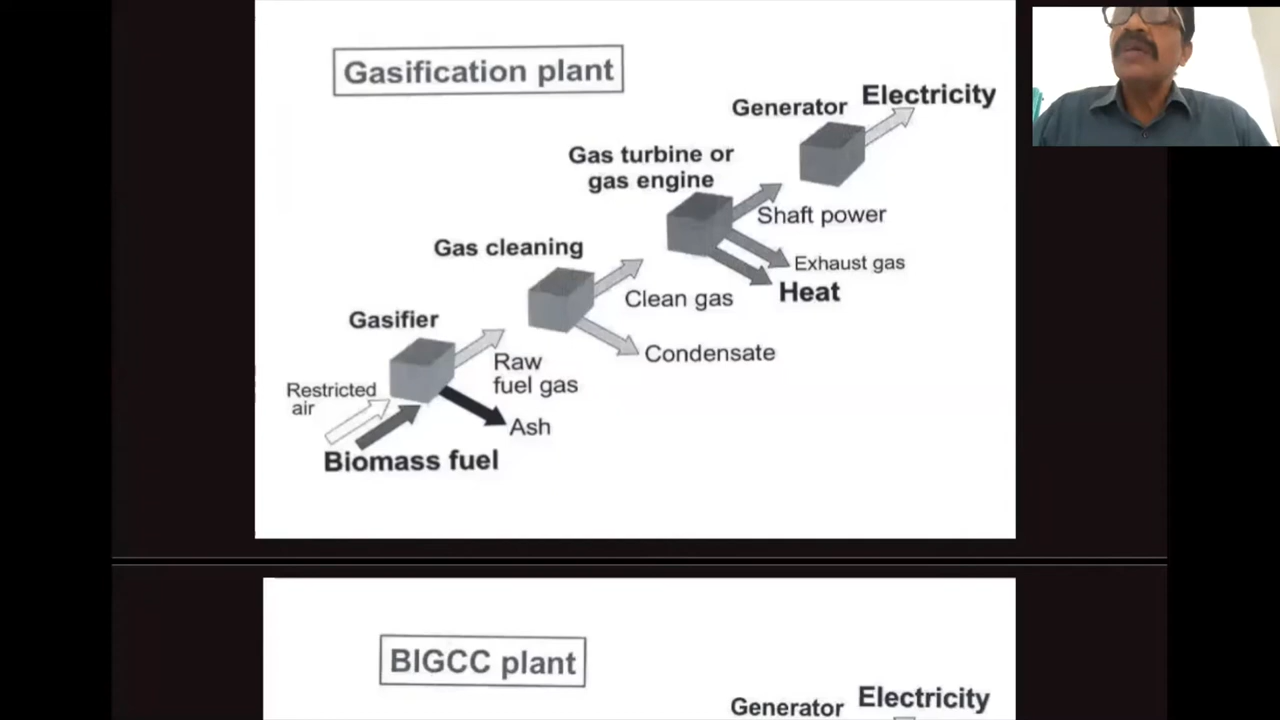 Gasification plant
Generator
Electricity
Gas turbine or
gas engine
Shaft power
Gas cleaning
Exhaust gas
Heat
Clean gas
Gasifier
Condensate
Raw
fuel gas
Restricted
air
Ash
Biomass fuel
BIGCC plant
Generator
Electricity